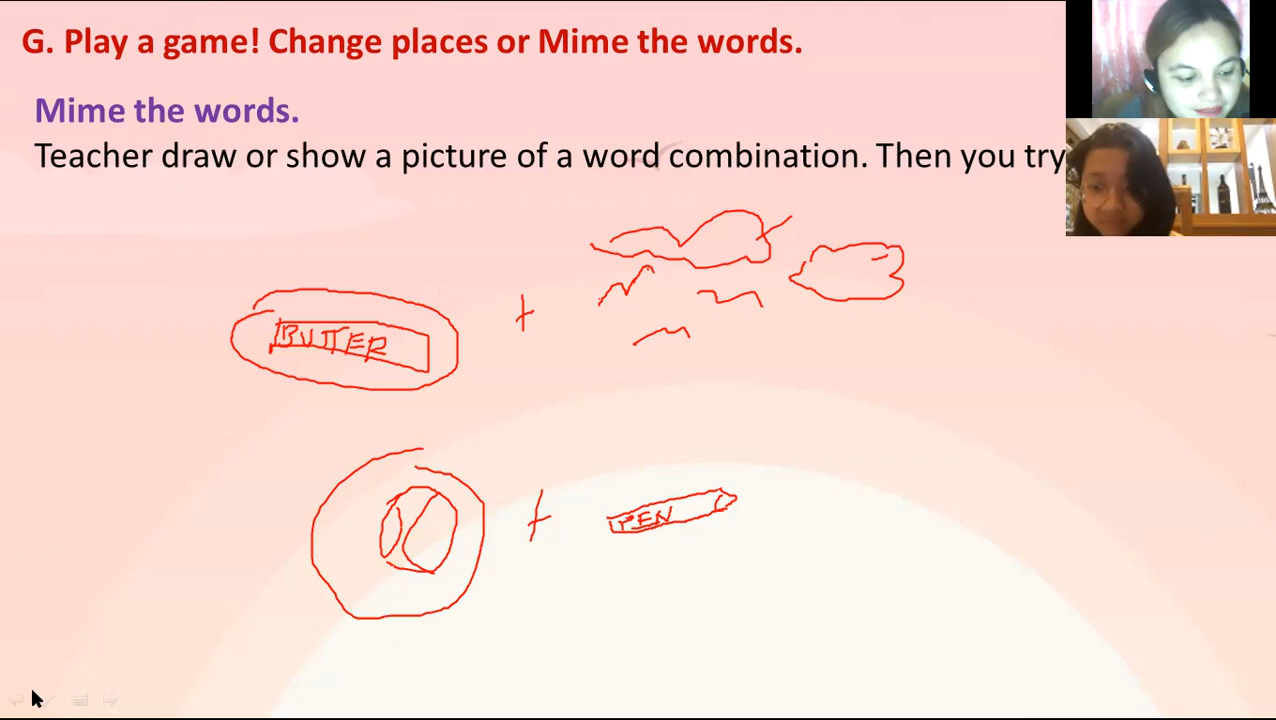 G. Play a game! Change places or Mime the words.
Mime the words.
Teacher draw or show a picture of a word combination. Then you try
BUTTER
PEN